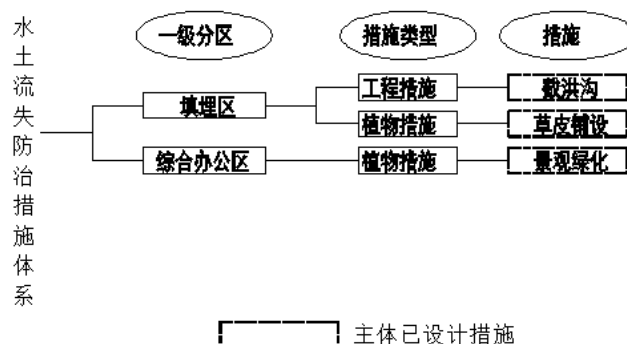 水土流失防治措施体系
一级分区 措施类型 措施
填埋区 工程措施 截洪沟
植物措施 草皮铺设
综合办公区 植物措施 景观绿化
主体已设计措施